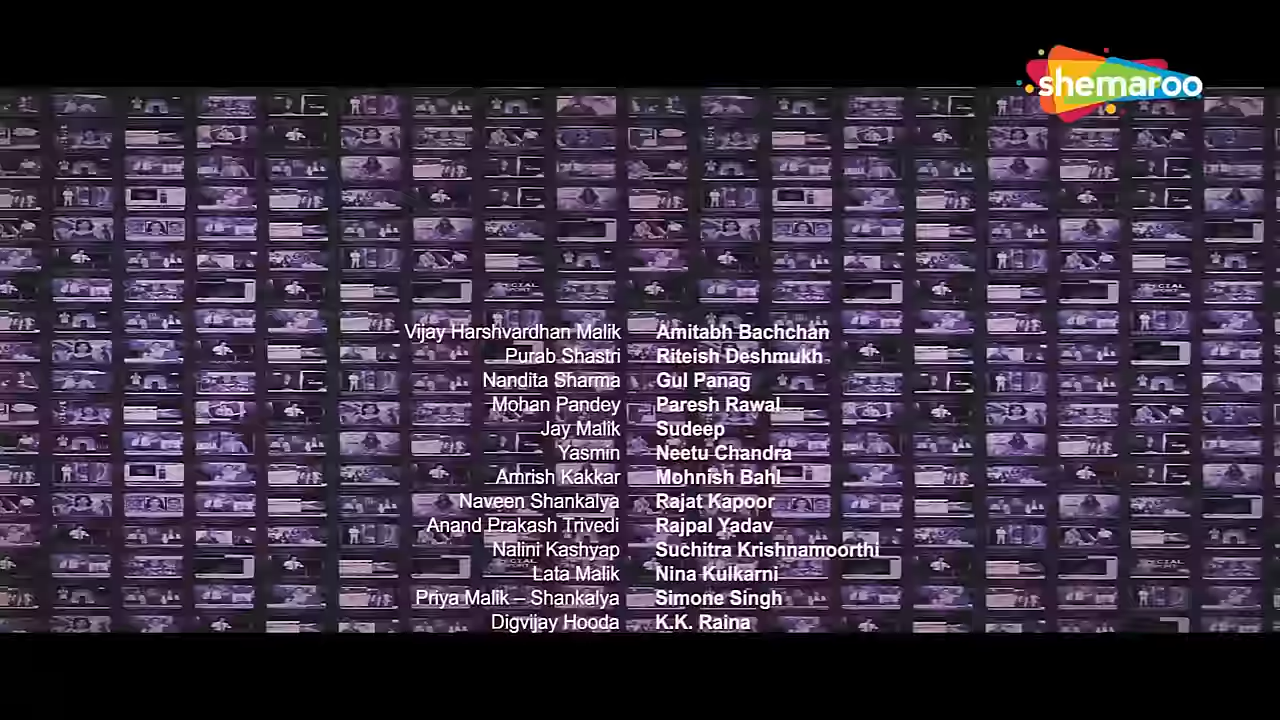 shemaroo
Vijay Harshvardhan Malik Amitabh Bachchan
Purab Shastri Riteish Deshmukh
Nandita Sharma Gul Panag
Mohan Pandey Paresh Rawal
Jay Malik Sudeep
Yasmin Neetu Chandra
Amrish Kakkar Mohnish Bahl
Naveen Shankalya Rajat Kapoor
Anand Prakash Trivedi Rajpal Yadav
Nalini Kashyap Suchitra Krishnamoorthi
Lata Malik Nina Kulkarni
Priya Malik – Shankalya Simone Singh
Digvijay Hooda K.K. Raina